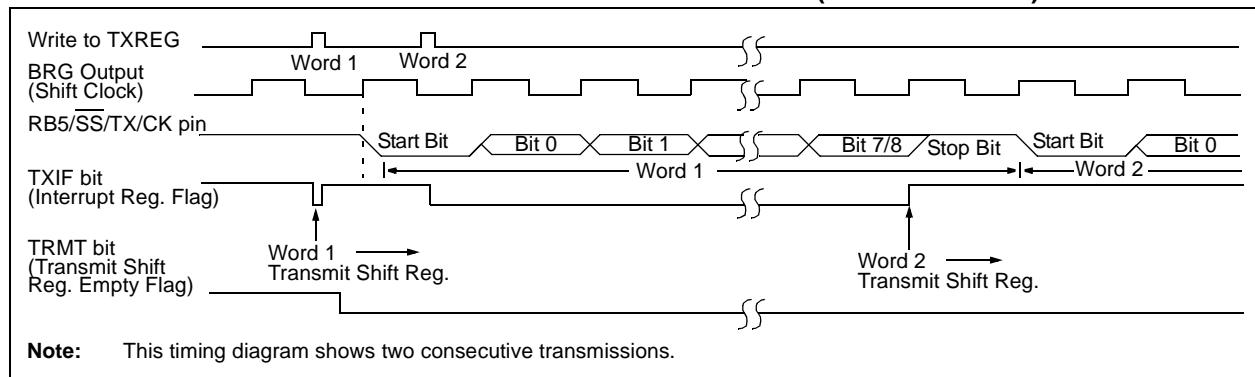 Write to TXREG
Word 1
Word 2
BRG Output
(Shift Clock)
RB5/SS/TX/CK pin
Start Bit
Bit 0
Bit 1
Bit 7/8
Stop Bit
Start Bit
Bit 0
Word 1
Word 2
TXIF bit
(Interrupt Reg. Flag)
Word 1
Transmit Shift Reg.
Word 2
Transmit Shift Reg.
TRMT bit
(Transmit Shift
Reg. Empty Flag)
Note: This timing diagram shows two consecutive transmissions.